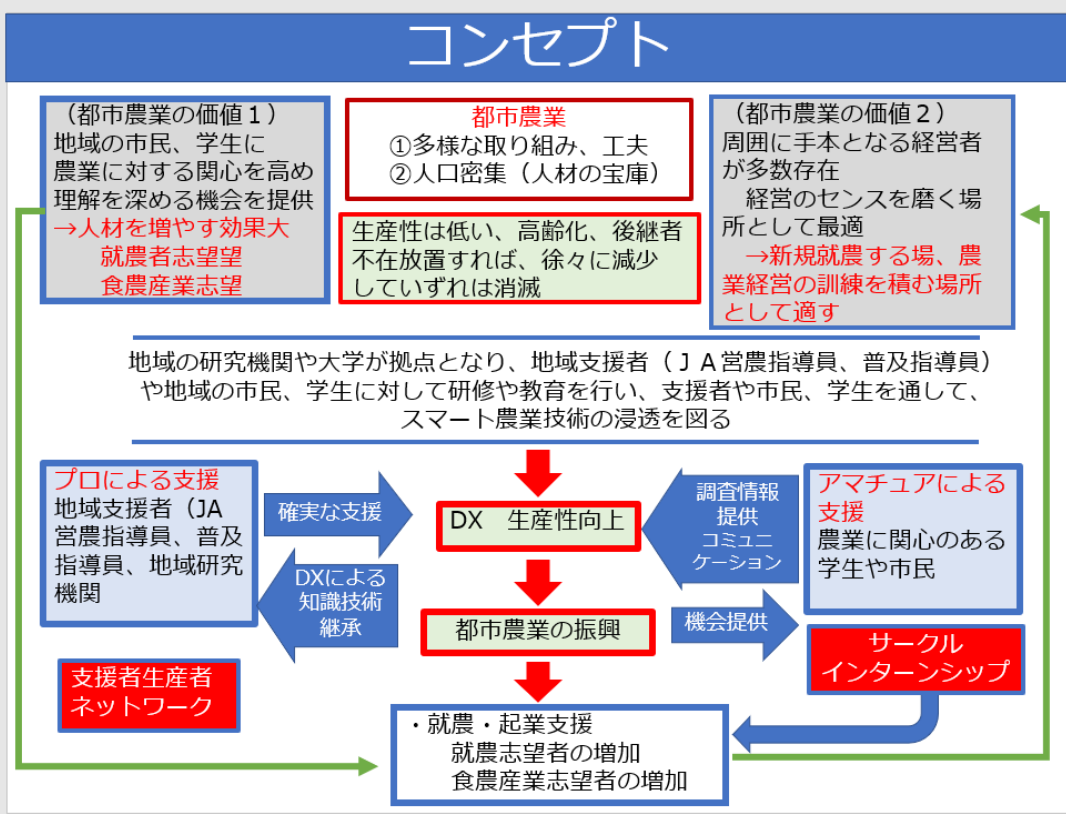 コンセプト
（都市農業の価値１）
地域の市民、学生に
農業に対する関心を高め
理解を深める機会を提供
→人材を増やす効果大
就農者志望望
食農産業志望
都市農業
①多様な取り組み、工夫
②人口密集（人材の宝庫）
生産性は低い、高齢化、後継者
不在放置すれば、徐々に減少
していずれは消滅
（都市農業の価値２）
周囲に手本となる経営者
が多数存在
経営のセンスを磨く場
所として最適
→新規就農する場、農
業経営の訓練を積む場所
として適す
地域の研究機関や大学が拠点となり、地域支援者（ＪＡ営農指導員、普及指導員）
や地域の市民、学生に対して研修や教育を行い、支援者や市民、学生を通して、
スマート農業技術の浸透を図る
プロによる支援
地域支援者（JA
営農指導員、普及
指導員、地域研究
機関
確実な支援
DXによる
知識技術
継承
DX　生産性向上
都市農業の振興
調査情報
提供
コミュニ
ケーション
機会提供
アマチュアによる
支援
農業に関心のある
学生や市民
サークル
インターンシップ
支援者生産者
ネットワーク
・就農・起業支援
就農志望者の増加
食農産業志望者の増加